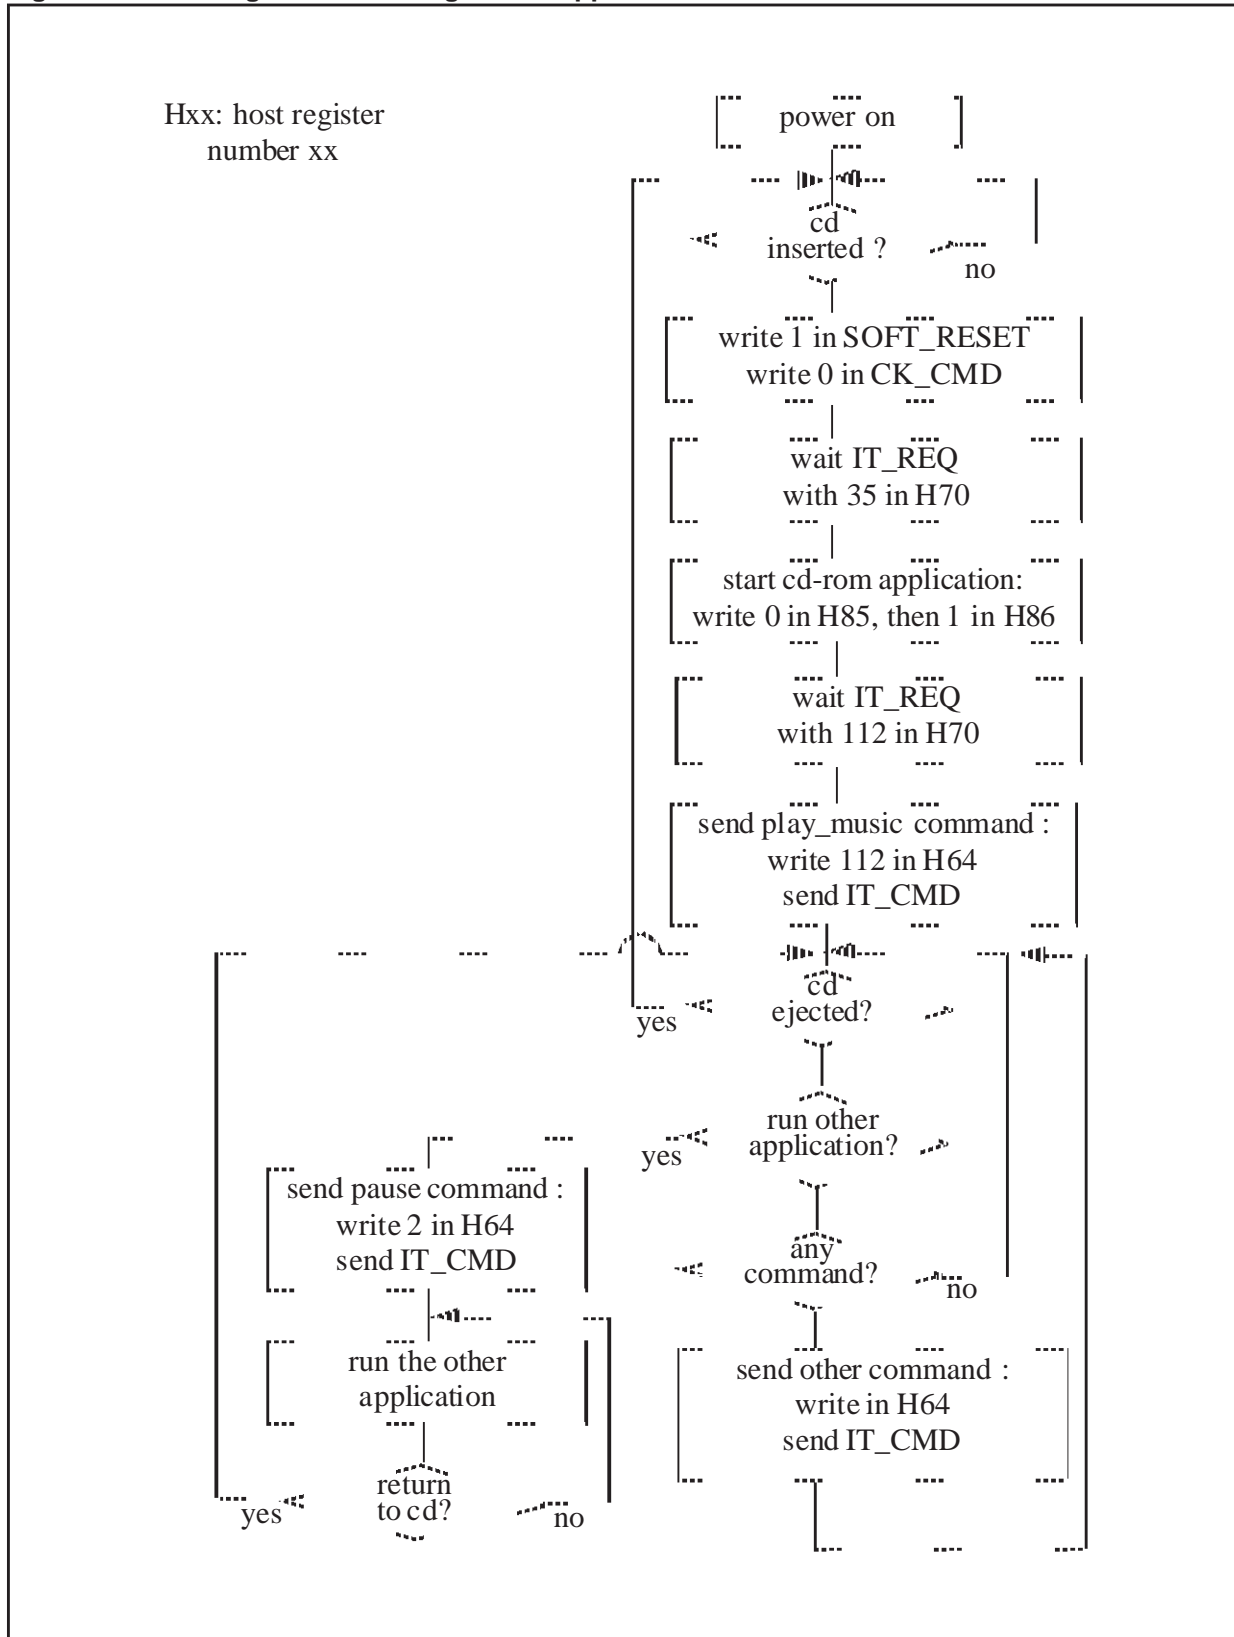 Hxx: host register
number xx
power on
cd
inserted ?
no
write 1 in SOFT_RESET
write 0 in CK_CMD
wait IT_REQ
with 35 in H70
start cd-rom application:
write 0 in H85, then 1 in H86
wait IT_REQ
with 112 in H70
send play_music command :
write 112 in H64
send IT_CMD
cd
ejected?
yes
run other
application?
yes
send pause command :
write 2 in H64
send IT_CMD
any
command?
no
run the other
application
send other command :
write in H64
send IT_CMD
return
to cd?
yes
no